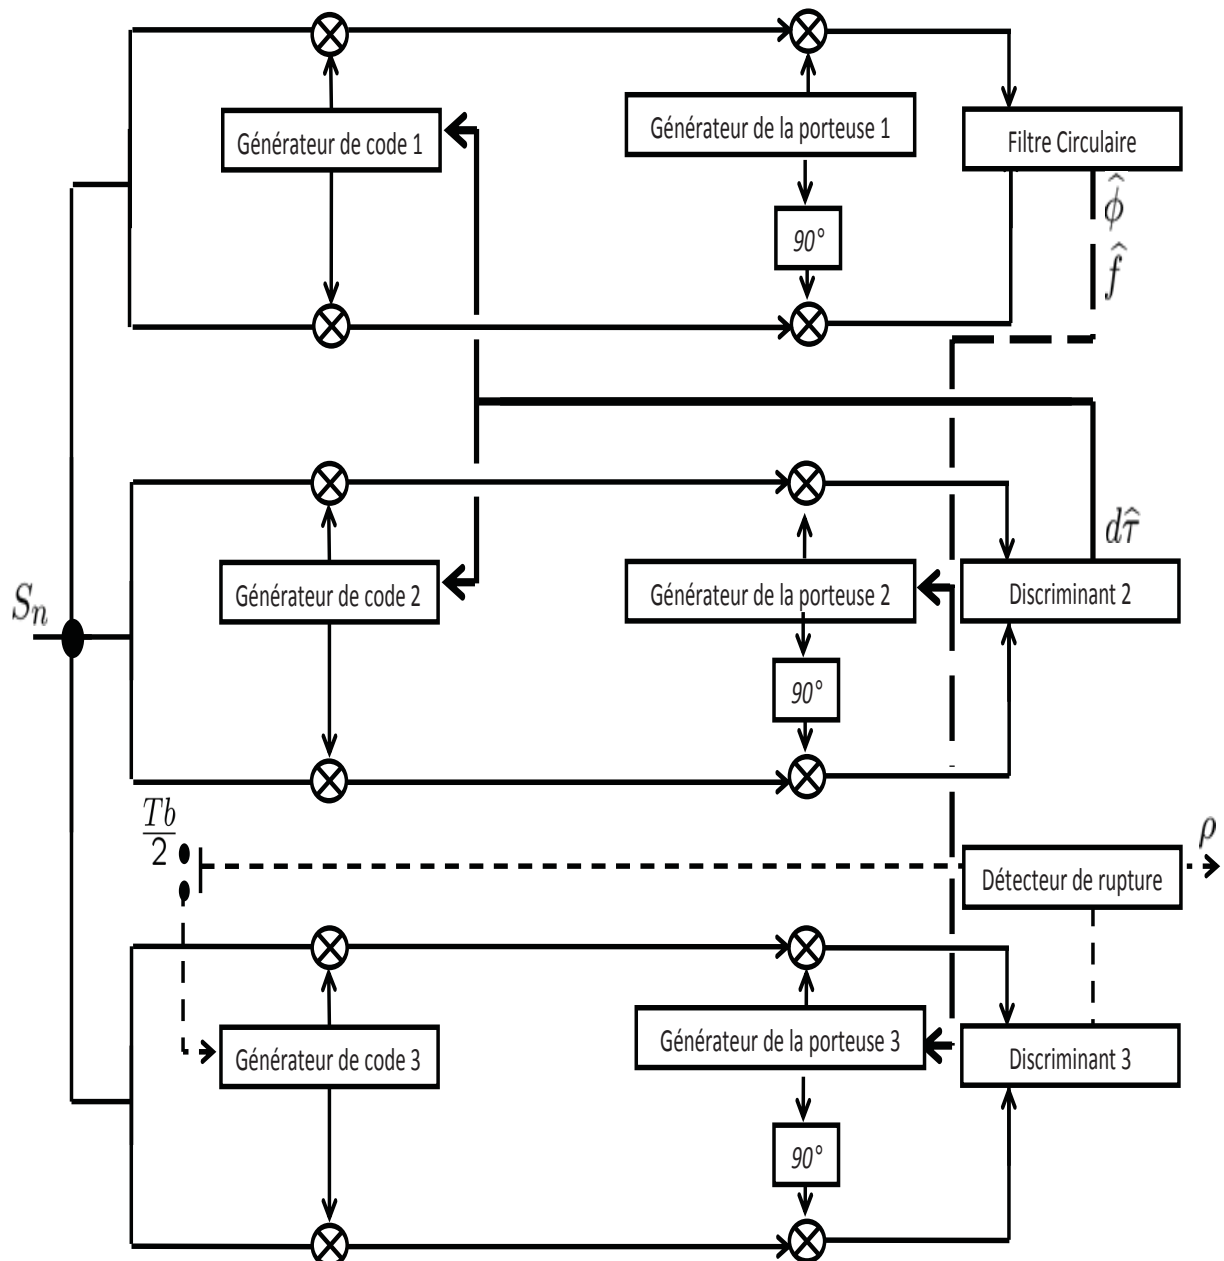 Générateur de code 1
Générateur de la porteuse 1
Filtre Circulaire
90°
$\hat{\phi}$
$\hat{f}$
$S_n$
Générateur de code 2
Générateur de la porteuse 2
$d\hat{\tau}$
Discriminant 2
90°
$\frac{Tb}{2}$
Détecteur de rupture
$\rho$
Générateur de code 3
Générateur de la porteuse 3
Discriminant 3
90°